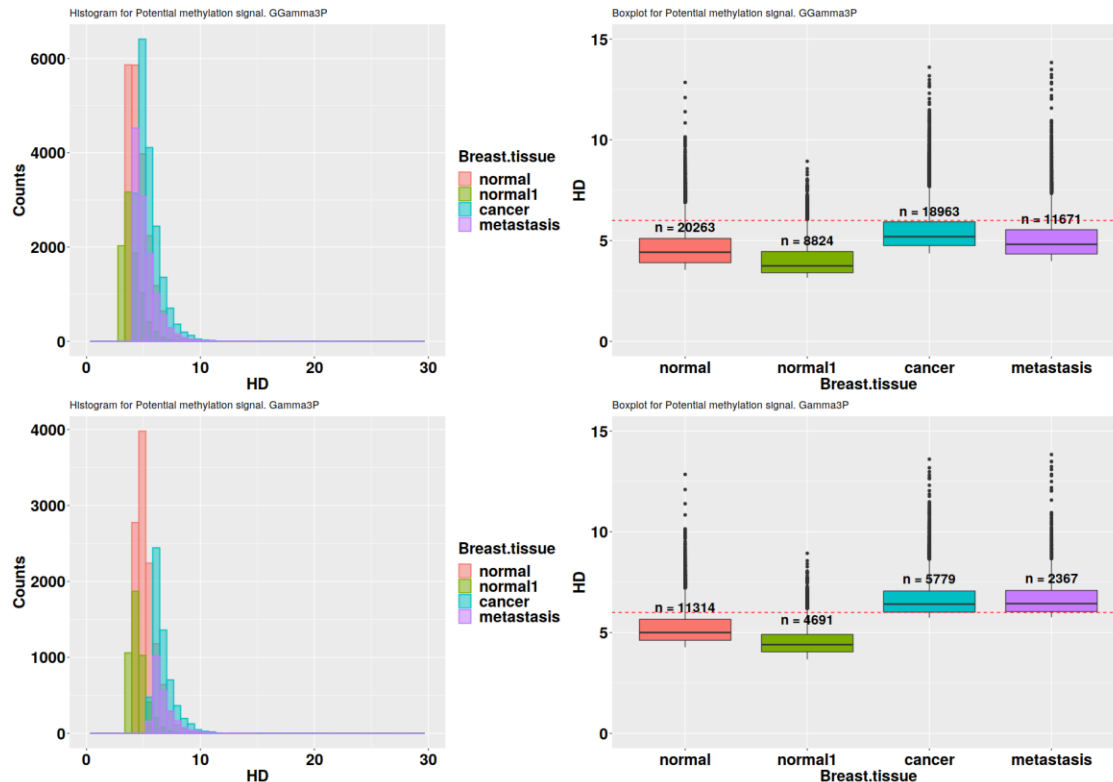 Histogram for Potential methylation signal. GGamma3P
Counts
6000
4000
2000
0
0 10 20 30
HD
Breast.tissue
normal
normal1
cancer
metastasis
Boxplot for Potential methylation signal. GGamma3P
HD
15
10
5
0
n = 20263
n = 8824
n = 18963
n = 11671
normal normal1 cancer metastasis
Breast.tissue
Histogram for Potential methylation signal. Gamma3P
Counts
4000
3000
2000
1000
0
0 10 20 30
HD
Breast.tissue
normal
normal1
cancer
metastasis
Boxplot for Potential methylation signal. Gamma3P
HD
15
10
5
0
n = 11314
n = 4691
n = 5779
n = 2367
normal normal1 cancer metastasis
Breast.tissue